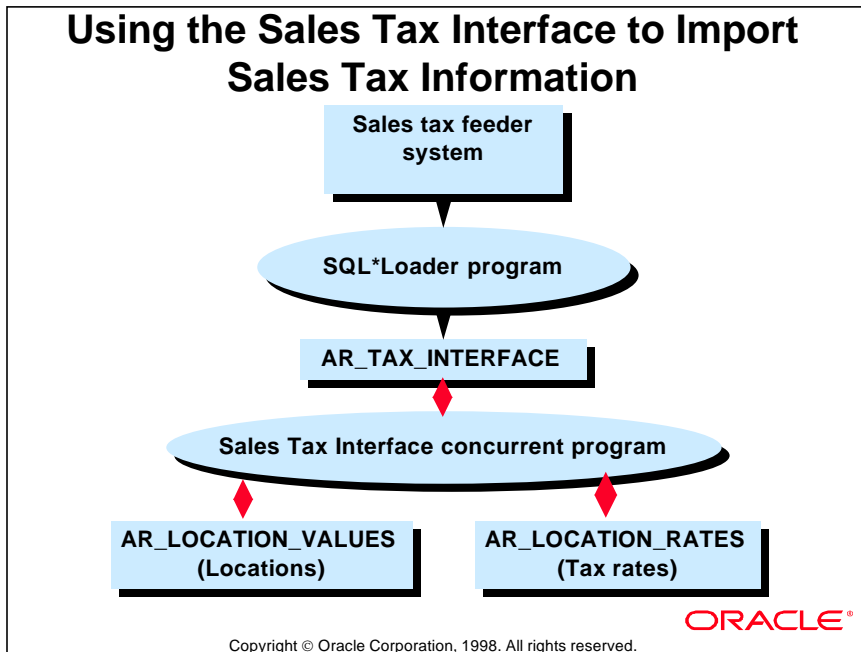 Using the Sales Tax Interface to Import
Sales Tax Information
Sales tax feeder
system
SQL*Loader program
AR_TAX_INTERFACE
Sales Tax Interface concurrent program
AR_LOCATION_VALUES
(Locations)
AR_LOCATION_RATES
(Tax rates)
ORACLE®
Copyright © Oracle Corporation, 1998. All rights reserved.